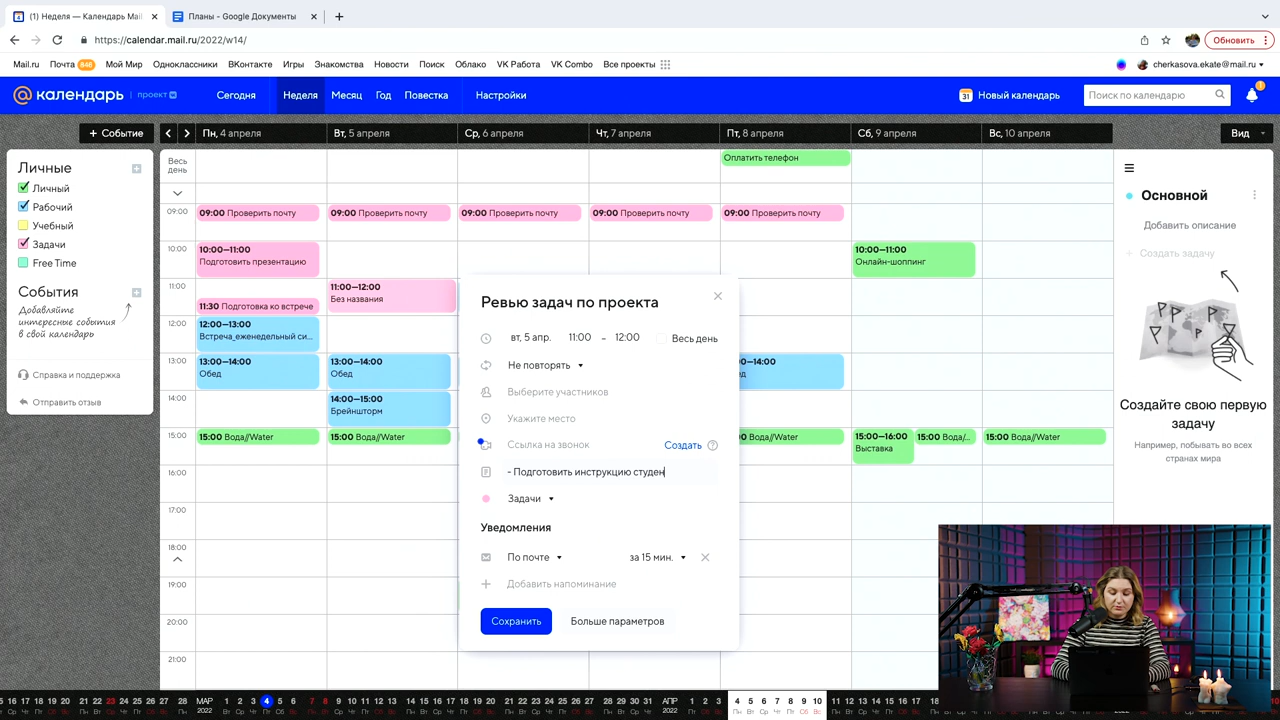 (1) Неделя — Календарь Mail
Планы - Google Документы
https://calendar.mail.ru/2022/w14/
Обновить
Mail.ru Почта 846 Мой Мир Одноклассники ВКонтакте Игры Знакомства Новости Поиск Облако VK Работа VK Combo Все проекты
cherkasova.ekate@mail.ru
календарь проект
Сегодня Неделя Месяц Год Повестка Настройки
31 Новый календарь
Поиск по календарю
+ Событие
Пн, 4 апреля Вт, 5 апреля Ср, 6 апреля Чт, 7 апреля Пт, 8 апреля Сб, 9 апреля Вс, 10 апреля
Вид
Личные
Личный
Рабочий
Учебный
Задачи
Free Time
События
Добавляйте
интересные события
в свой календарь
Справка и поддержка
Отправить отзыв
Весь
день
Оплатить телефон
09:00
09:00 Проверить почту 09:00 Проверить почту 09:00 Проверить почту 09:00 Проверить почту 09:00 Проверить почту
10:00
10:00—11:00
Подготовить презентацию
10:00—11:00
Онлайн-шоппинг
11:00
11:00—12:00
Без названия
11:30 Подготовка ко встрече
12:00
12:00—13:00
Встреча_еженедельный си...
13:00
13:00—14:00
Обед
13:00—14:00
Обед
00—14:00
ед
14:00
14:00—15:00
Брейншторм
15:00
15:00 Вода//Water 15:00 Вода//Water
0 Вода//Water
15:00—16:00
Выставка
15:00 Вода/...
15:00 Вода//Water
16:00
17:00
18:00
19:00
20:00
21:00
Ревью задач по проекта
вт, 5 апр. 11:00 – 12:00 Весь день
Не повторять
Выберите участников
Укажите место
Ссылка на звонок Создать ?
- Подготовить инструкцию студен
Задачи
Уведомления
По почте за 15 мин.
Добавить напоминание
Сохранить Больше параметров
Основной
Добавить описание
+ Создать задачу
Создайте свою первую
задачу
Например, побывать во всех
странах мира
МАР
2022
АПР
2022